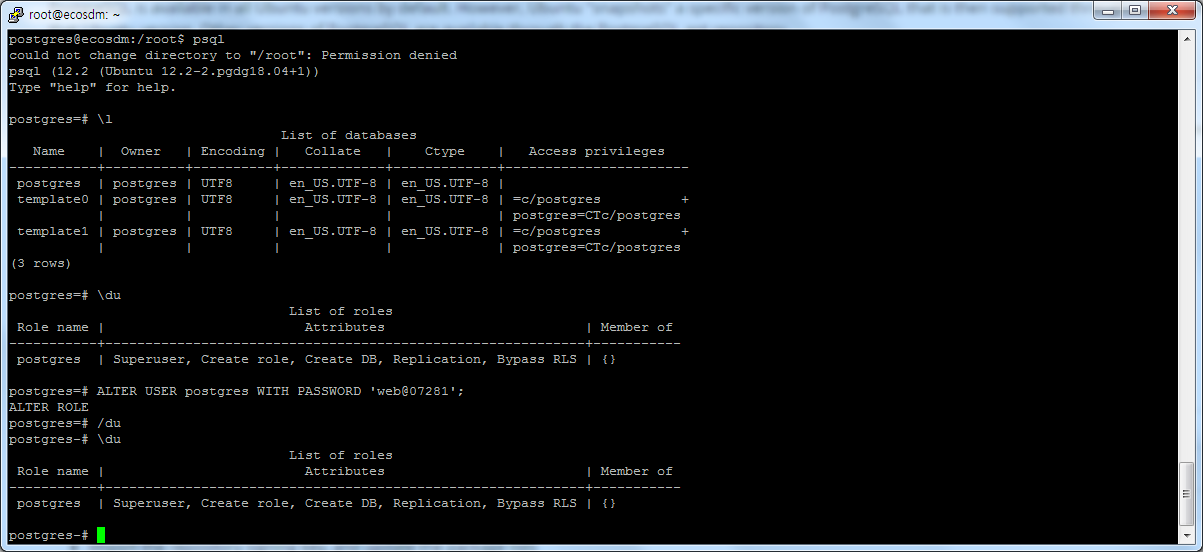 root@ecosdm: ~
postgres@ecosdm:/root$ psql
could not change directory to "/root": Permission denied
psql (12.2 (Ubuntu 12.2-2.pgdg18.04+1))
Type "help" for help.
postgres=# \l
                                  List of databases
   Name    |  Owner   | Encoding |   Collate   |    Ctype    |   Access privileges
-----------+----------+----------+-------------+-------------+-----------------------
 postgres  | postgres | UTF8     | en_US.UTF-8 | en_US.UTF-8 |
 template0 | postgres | UTF8     | en_US.UTF-8 | en_US.UTF-8 | =c/postgres          +
           |          |          |             |             | postgres=CTc/postgres
 template1 | postgres | UTF8     | en_US.UTF-8 | en_US.UTF-8 | =c/postgres          +
           |          |          |             |             | postgres=CTc/postgres
(3 rows)
postgres=# \du
                                   List of roles
 Role name |                         Attributes                         | Member of
-----------+------------------------------------------------------------+-----------
 postgres  | Superuser, Create role, Create DB, Replication, Bypass RLS | {}
postgres=# ALTER USER postgres WITH PASSWORD 'web@07281';
ALTER ROLE
postgres=# /du
postgres-# \du
                                   List of roles
 Role name |                         Attributes                         | Member of
-----------+------------------------------------------------------------+-----------
 postgres  | Superuser, Create role, Create DB, Replication, Bypass RLS | {}
postgres-#